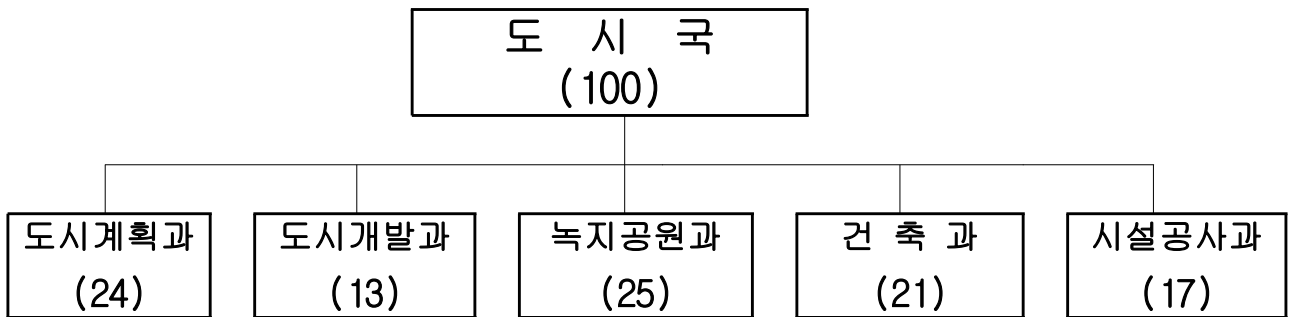 도 시 국
(100)
도시계획과
(24)
도시개발과
(13)
녹지공원과
(25)
건 축 과
(21)
시설공사과
(17)